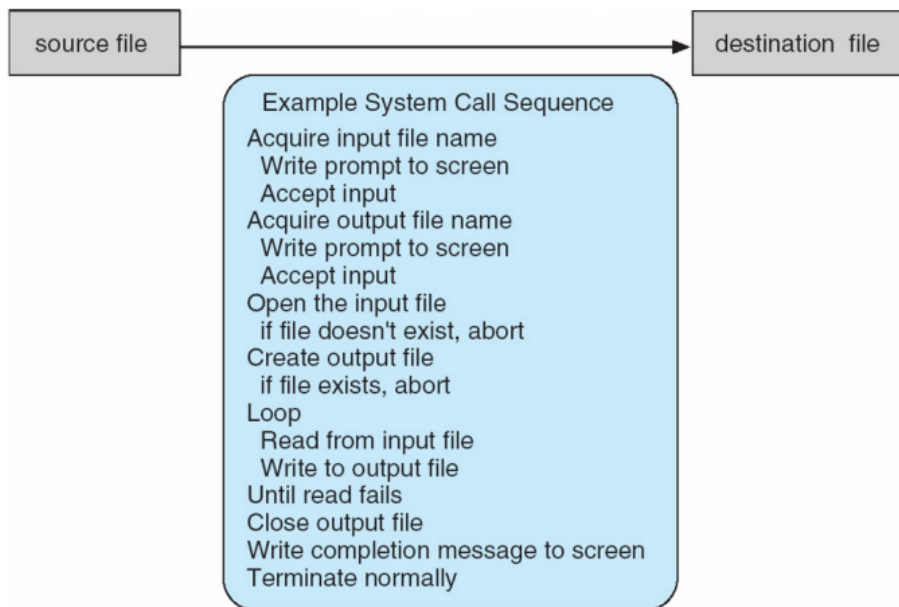 source file
destination file
Example System Call Sequence
Acquire input file name
Write prompt to screen
Accept input
Acquire output file name
Write prompt to screen
Accept input
Open the input file
if file doesn't exist, abort
Create output file
if file exists, abort
Loop
Read from input file
Write to output file
Until read fails
Close output file
Write completion message to screen
Terminate normally